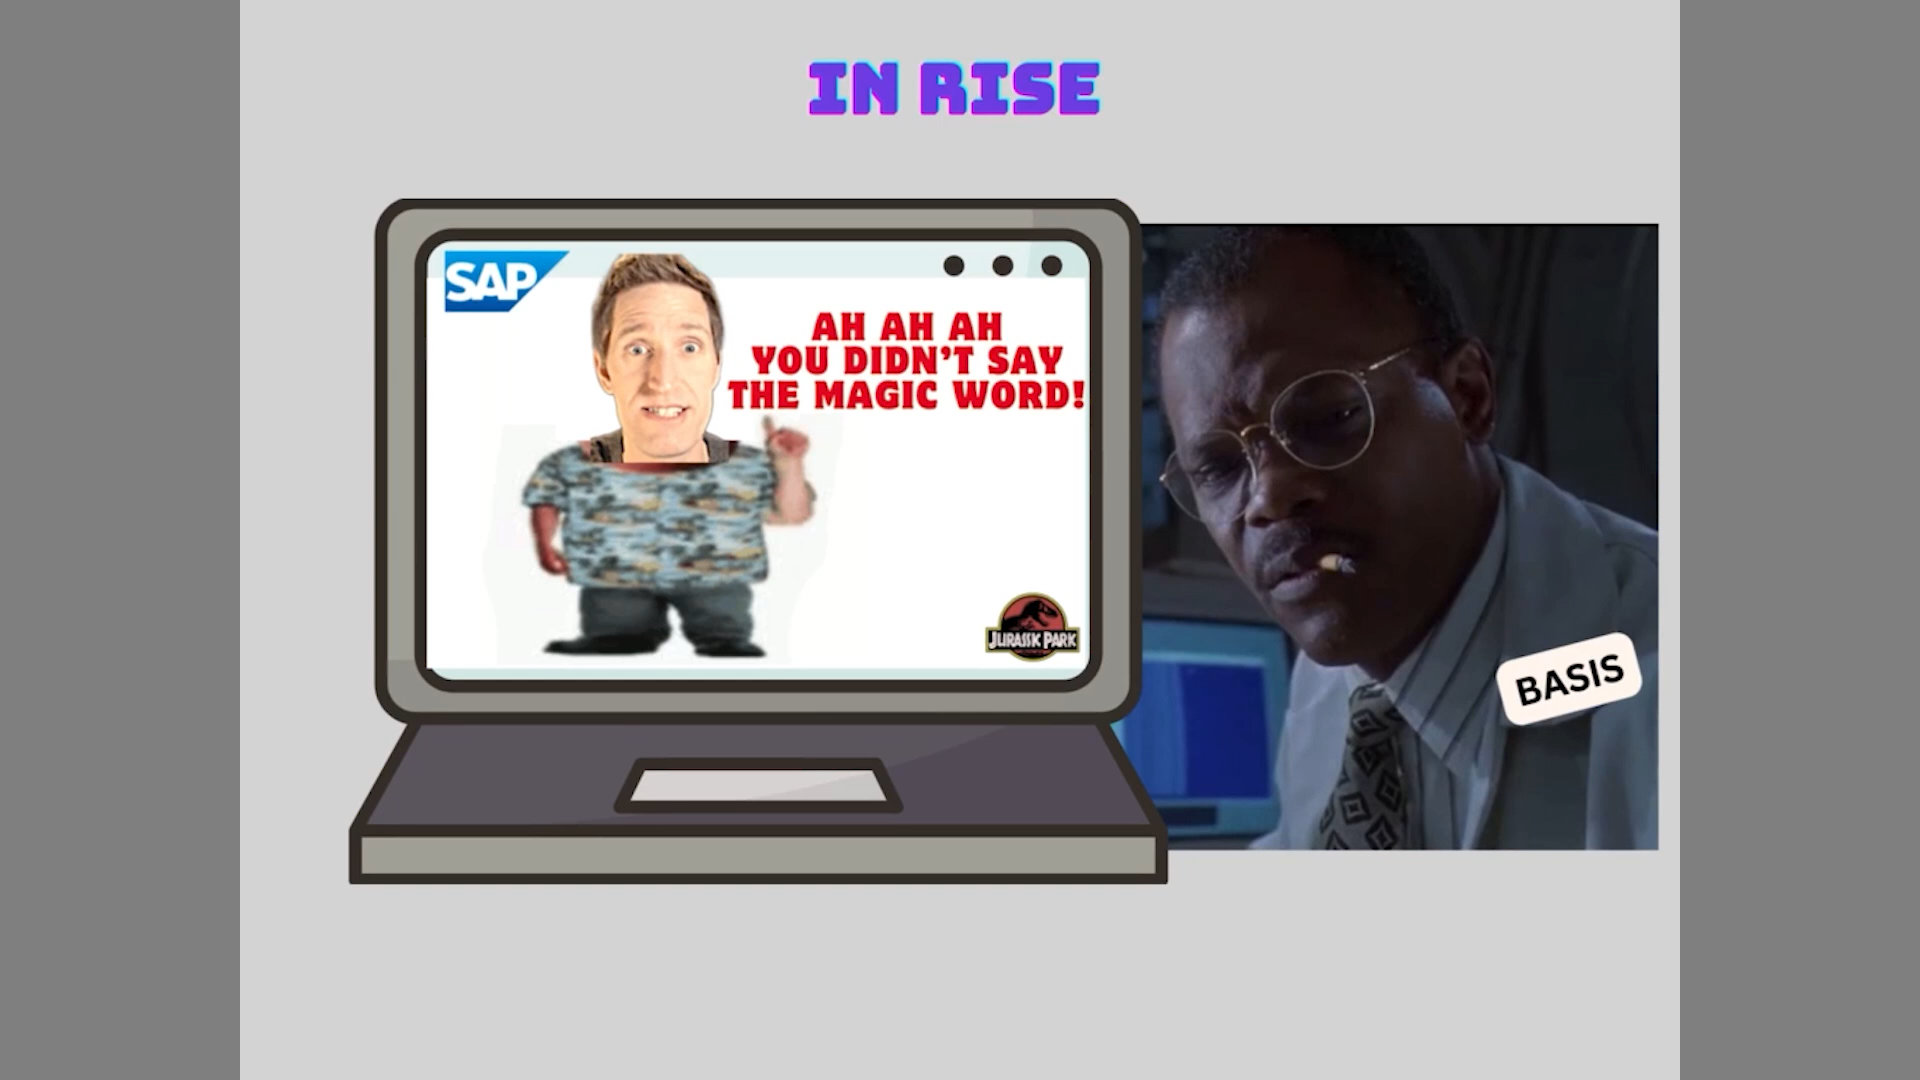 IN RISE
SAP
AH AH AH
YOU DIDN'T SAY
THE MAGIC WORD!
JURASSIC PARK
BASIS